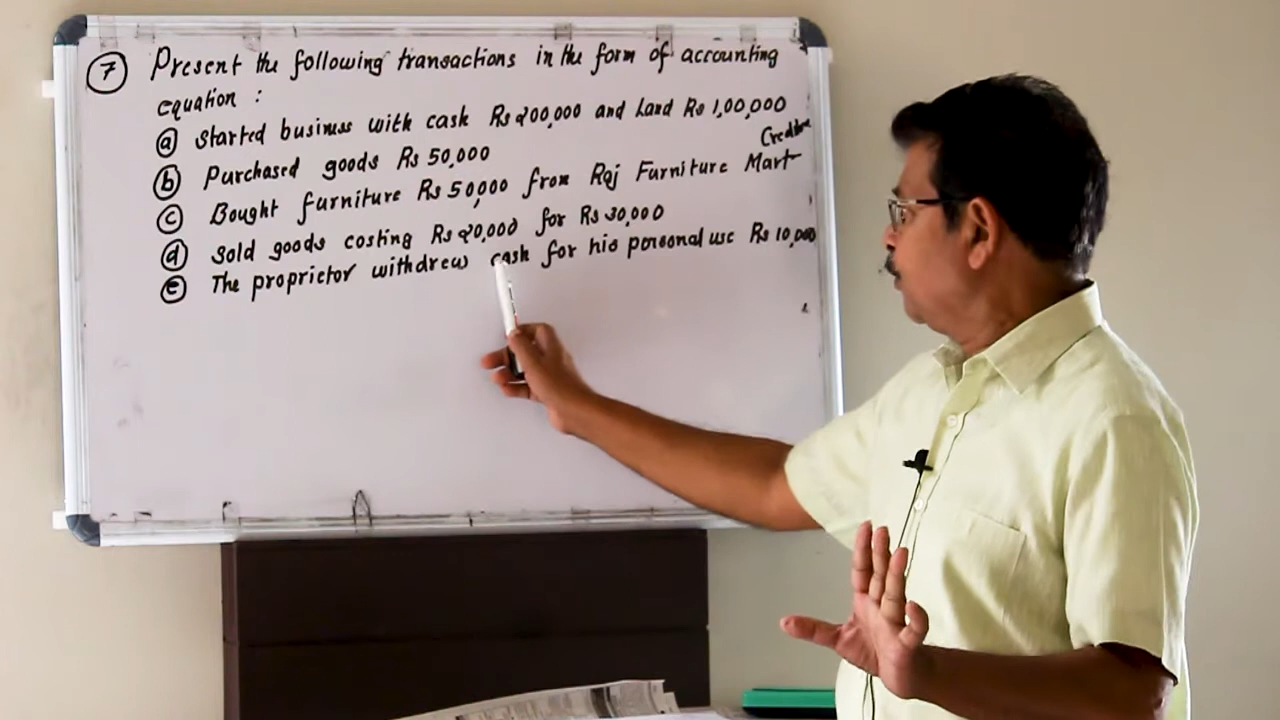 7 Present the following transactions in the form of accounting
equation :
a Started business with cash Rs 200,000 and Land Rs 1,00,000
b Purchased goods Rs 50,000
c Bought furniture Rs 50,000 from Raj Furniture Mart
d Sold goods costing Rs 20,000 for Rs 30,000
e The proprietor withdrew cash for his personal use Rs 10,000